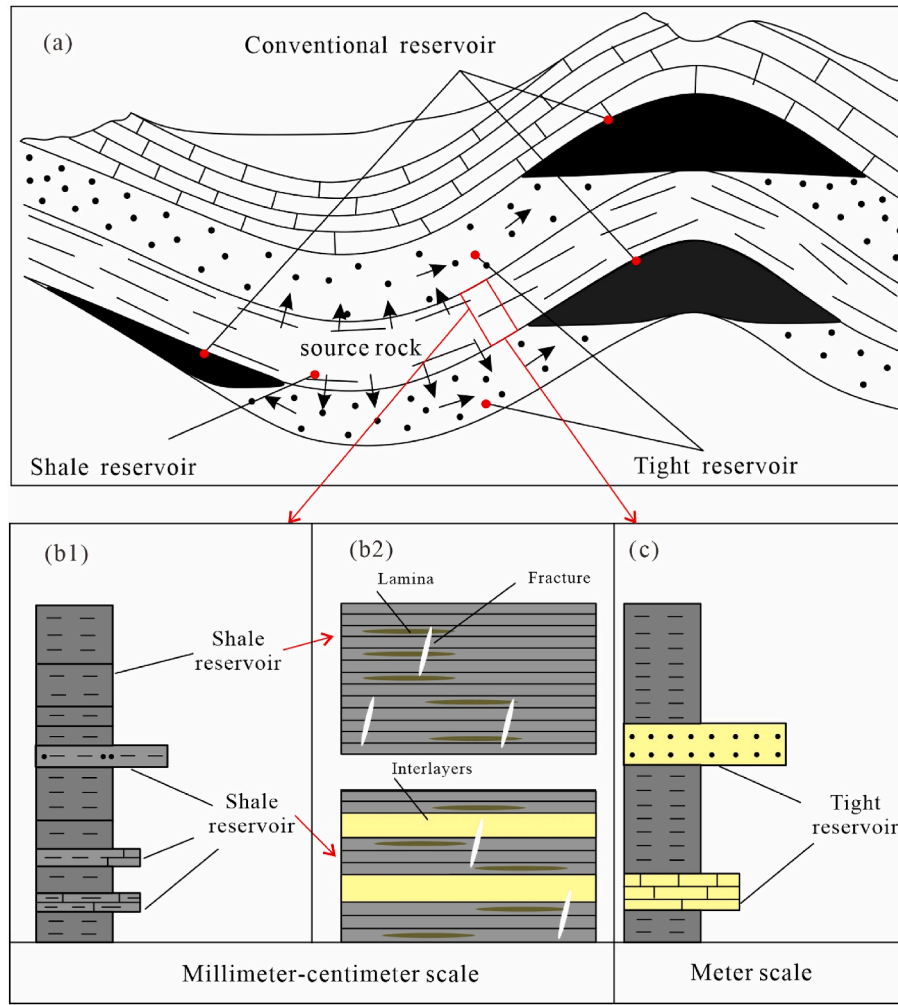 (a)
Conventional reservoir
source rock
Shale reservoir
Tight reservoir
(b1)
(b2)
(c)
Lamina
Fracture
Shale
reservoir
Interlayers
Shale
reservoir
Tight
reservoir
Millimeter-centimeter scale
Meter scale